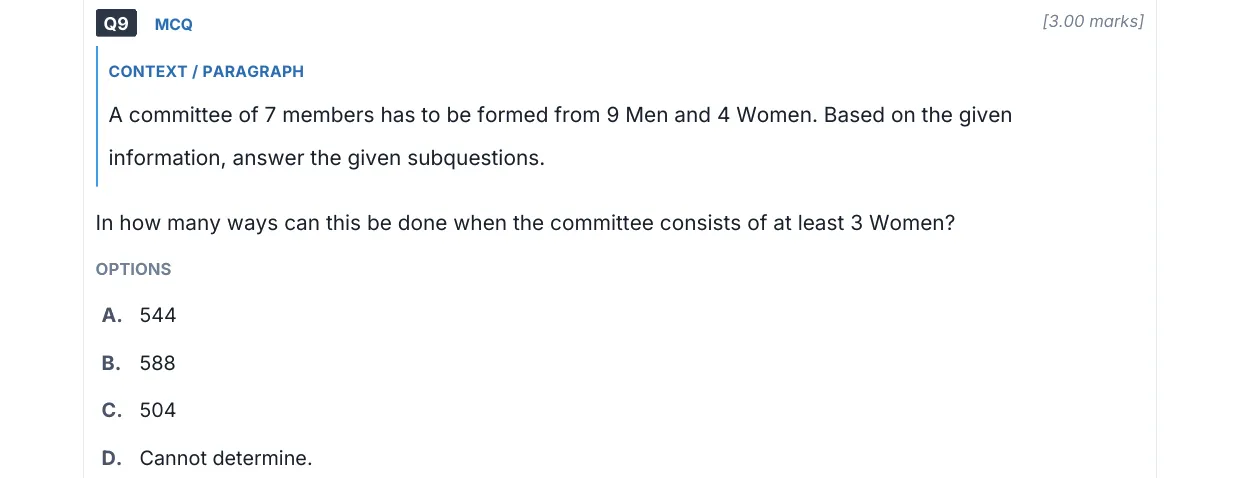 Q9 MCQ [3.00 marks]
CONTEXT / PARAGRAPH
A committee of 7 members has to be formed from 9 Men and 4 Women. Based on the given
information, answer the given subquestions.
In how many ways can this be done when the committee consists of at least 3 Women?
OPTIONS
A. 544
B. 588
C. 504
D. Cannot determine.